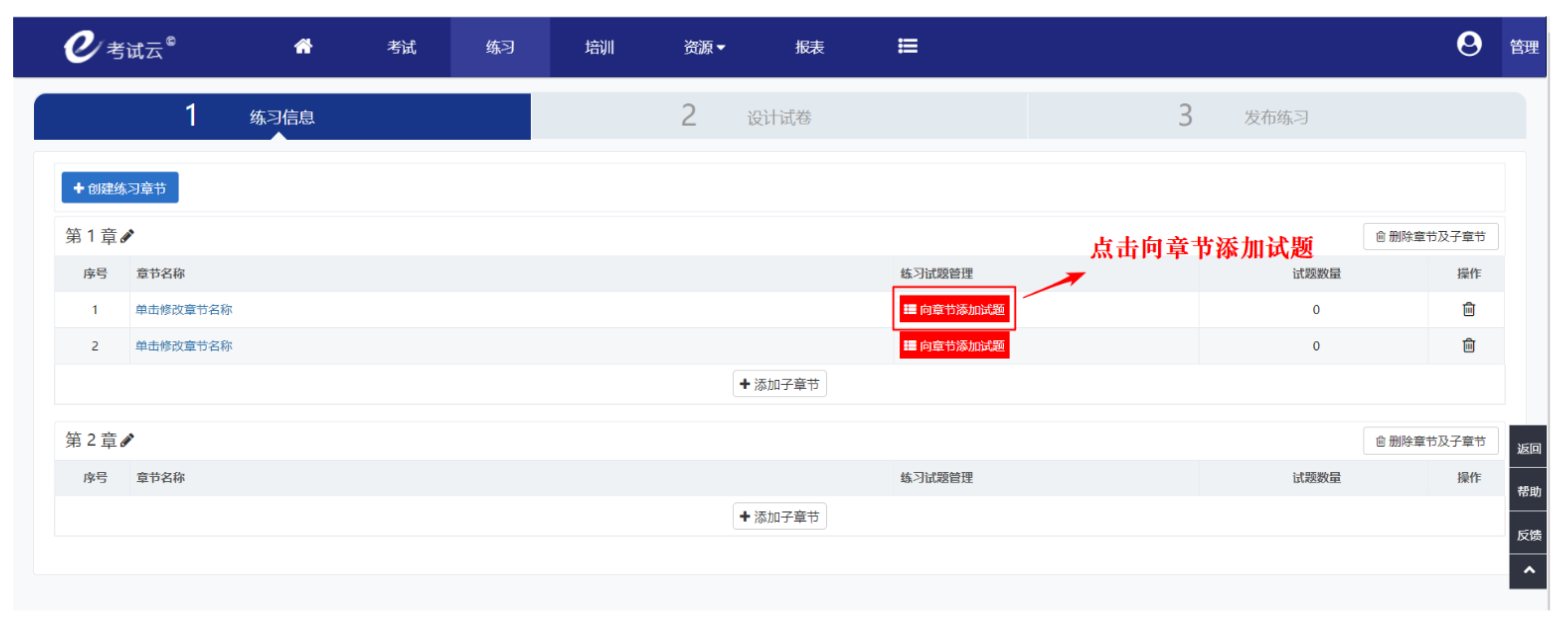 考试云©
考试 练习 培训 资源 报表 管理
1 练习信息 2 设计试卷 3 发布练习
创建练习章节
第 1 章 删除章节及子章节
点击向章节添加试题
序号 章节名称 练习试题管理 试题数量 操作
1 单击修改章节名称 向章节添加试题 0
2 单击修改章节名称 向章节添加试题 0
添加子章节
第 2 章 删除章节及子章节
序号 章节名称 练习试题管理 试题数量 操作
添加子章节
返回
帮助
反馈